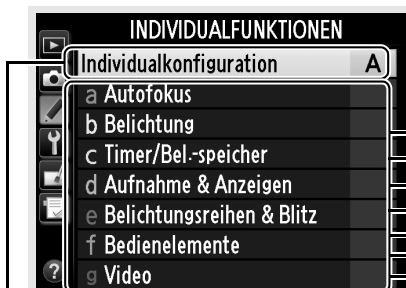 INDIVIDUALFUNKTIONEN
Individualkonfiguration A
a Autofokus
b Belichtung
c Timer/Bel.-speicher
d Aufnahme & Anzeigen
e Belichtungsreihen & Blitz
f Bedienelemente
g Video
?